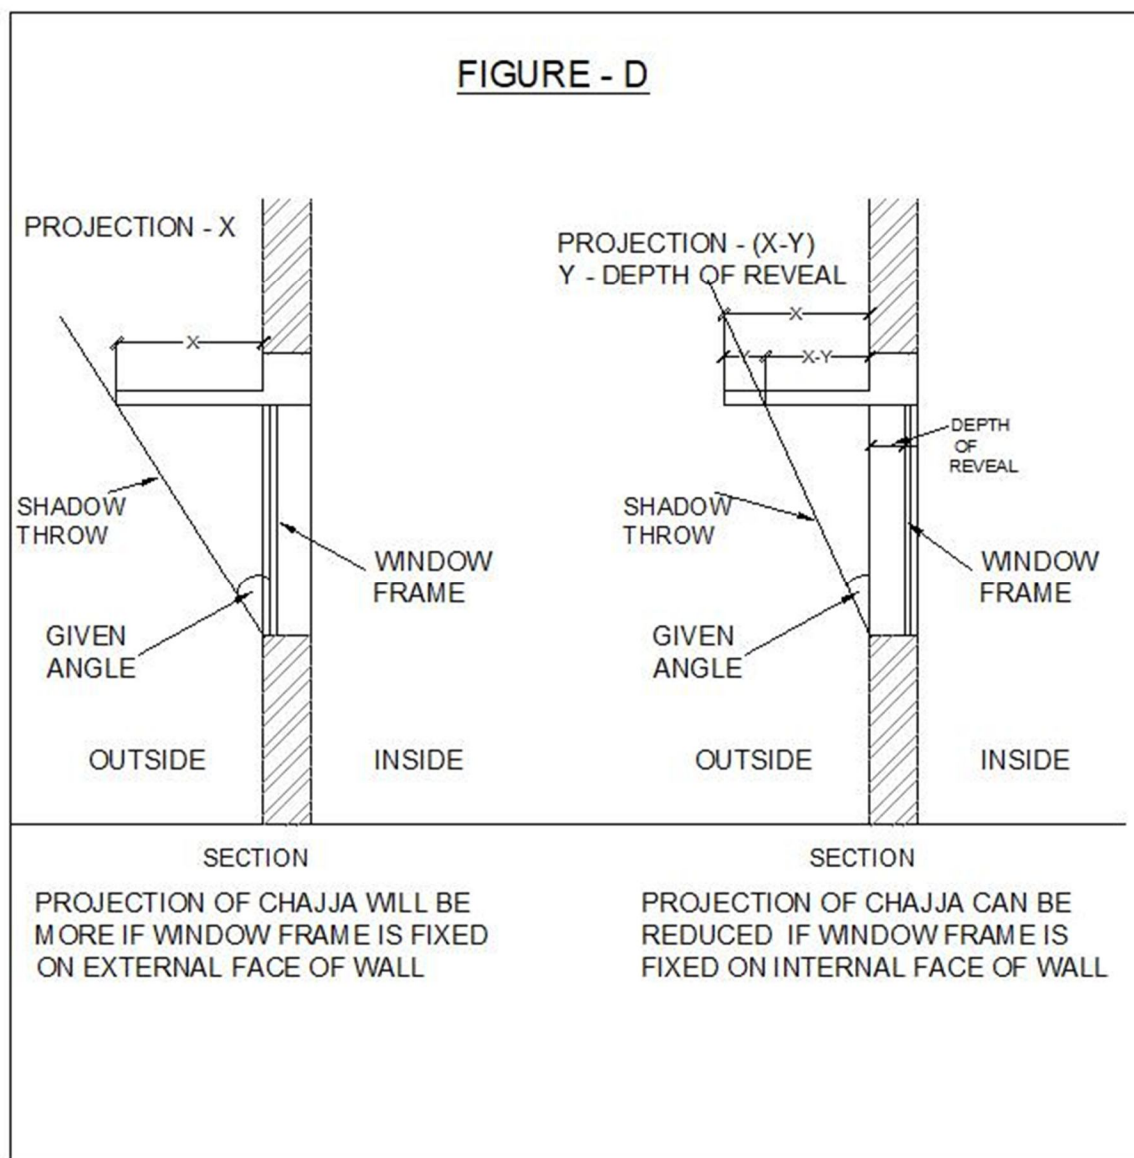 FIGURE - D
PROJECTION - X
X
SHADOW
THROW
WINDOW
FRAME
GIVEN
ANGLE
OUTSIDE
INSIDE
SECTION
PROJECTION OF CHAJJA WILL BE
MORE IF WINDOW FRAME IS FIXED
ON EXTERNAL FACE OF WALL
PROJECTION - (X-Y)
Y - DEPTH OF REVEAL
X
Y
X-Y
DEPTH
OF
REVEAL
SHADOW
THROW
WINDOW
FRAME
GIVEN
ANGLE
OUTSIDE
INSIDE
SECTION
PROJECTION OF CHAJJA CAN BE
REDUCED IF WINDOW FRAME IS
FIXED ON INTERNAL FACE OF WALL